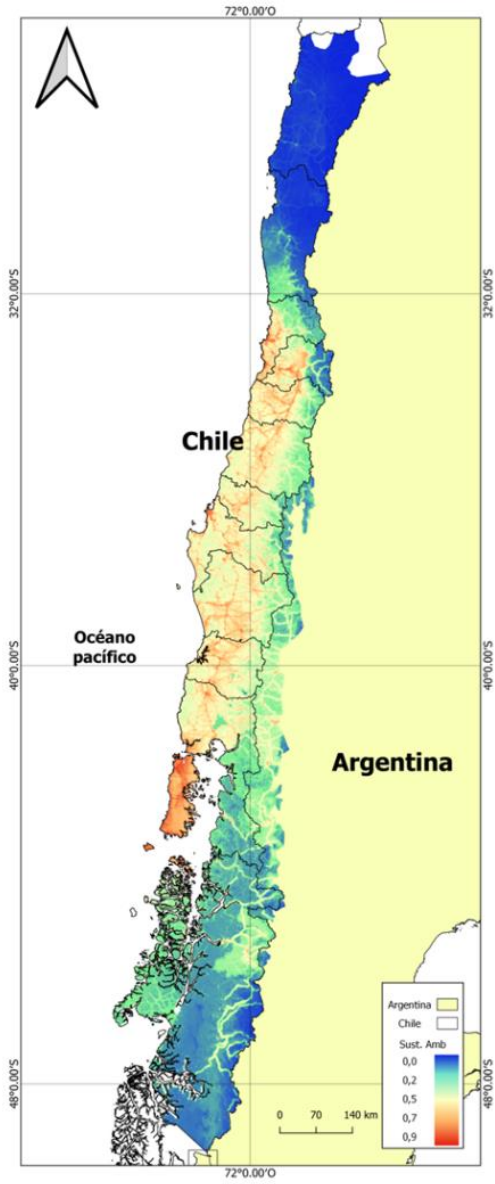 72°0.00'O
32°0.00'S
32°0.00'S
Chile
Océano
pacífico
40°0.00'S
40°0.00'S
Argentina
Argentina
Chile
Sust. Amb
0,0
0,2
0,5
0,7
0,9
48°0.00'S
48°0.00'S
0 70 140 km
72°0.00'O